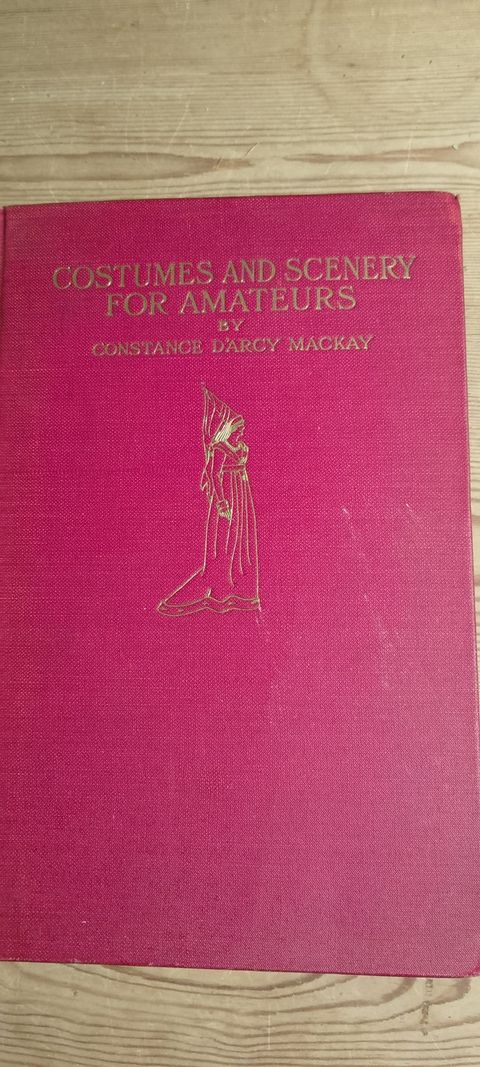 COSTUMES AND SCENERY
FOR AMATEURS
BY
CONSTANCE D'ARCY MACKAY